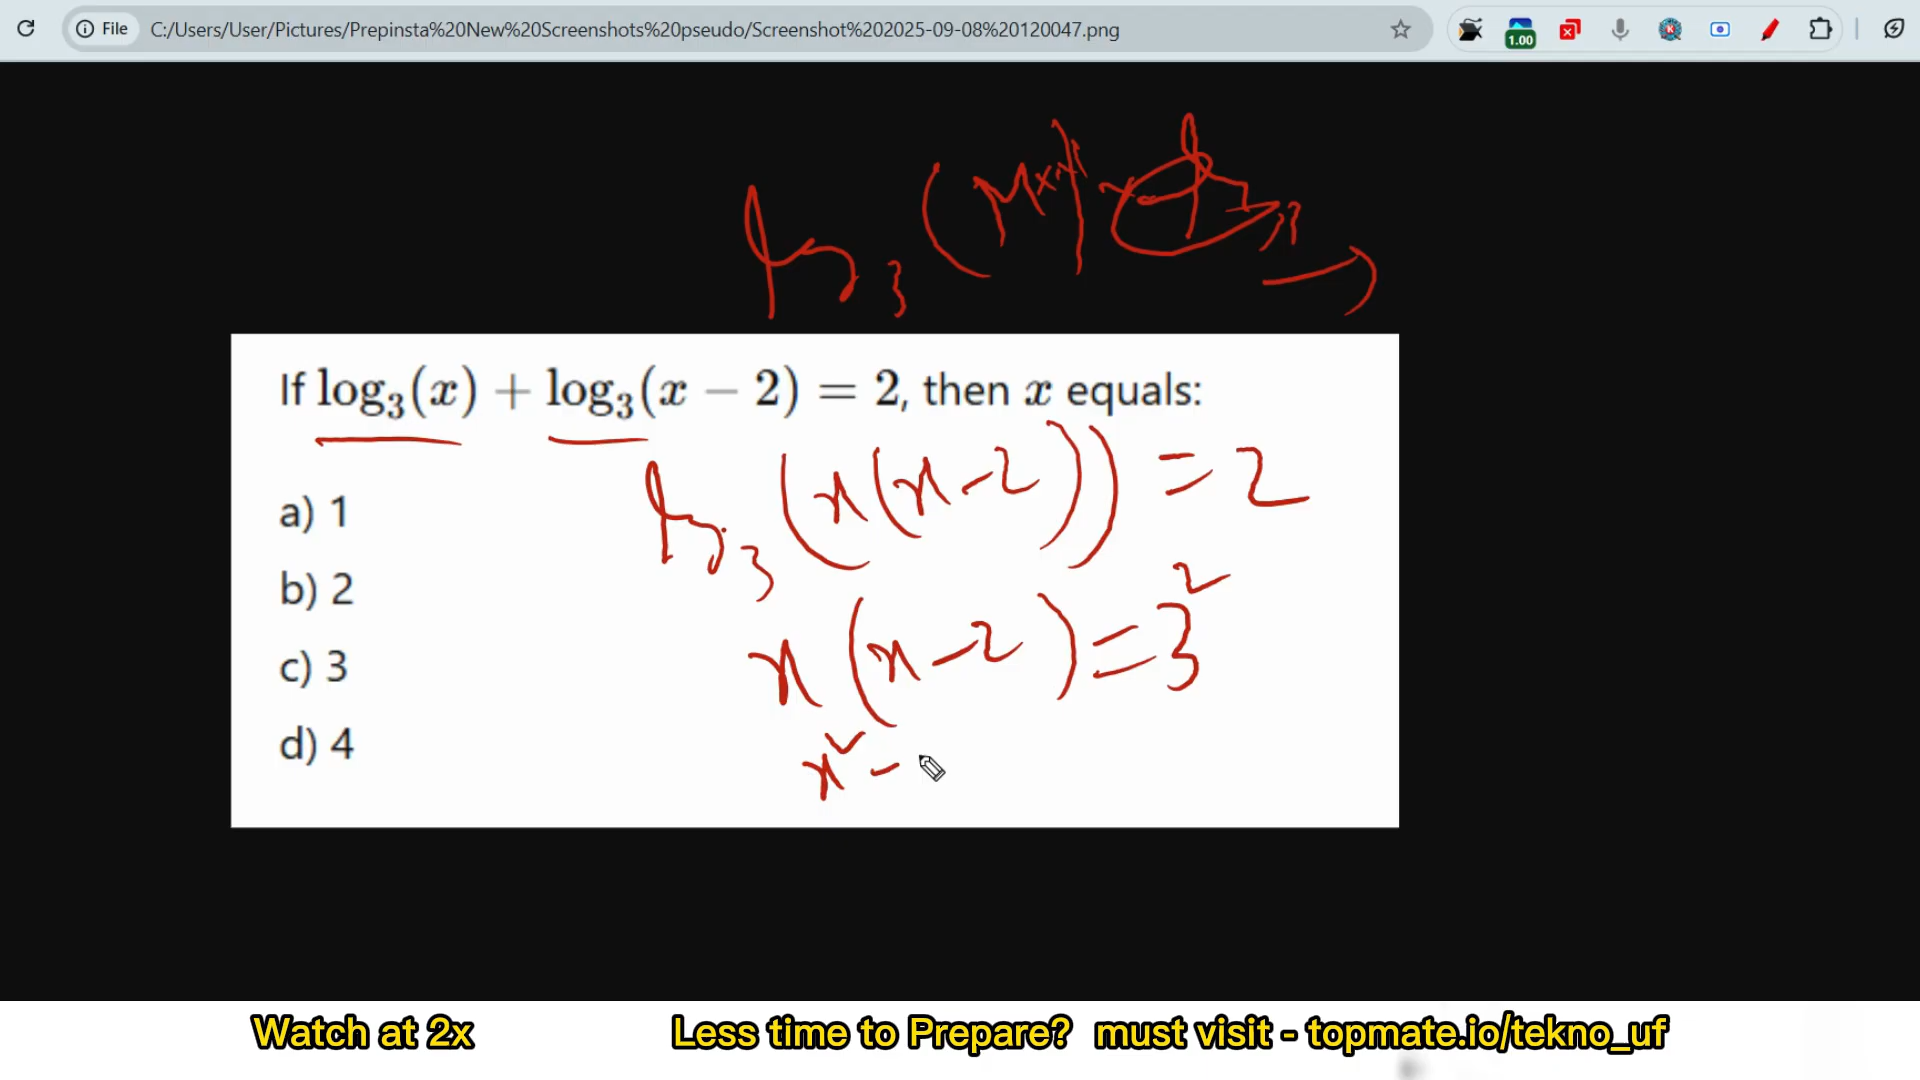 File C:/Users/User/Pictures/Prepinsta%20New%20Screenshots%20pseudo/Screenshot%202025-09-08%20120047.png
1.00
log₃(M×N)
If log₃(x) + log₃(x − 2) = 2, then x equals:
log₃(x(x-2)) = 2
a) 1
b) 2
x(x-2) = 3²
c) 3
d) 4
x² -
Watch at 2x
Less time to Prepare? must visit - topmate.io/tekno_uf